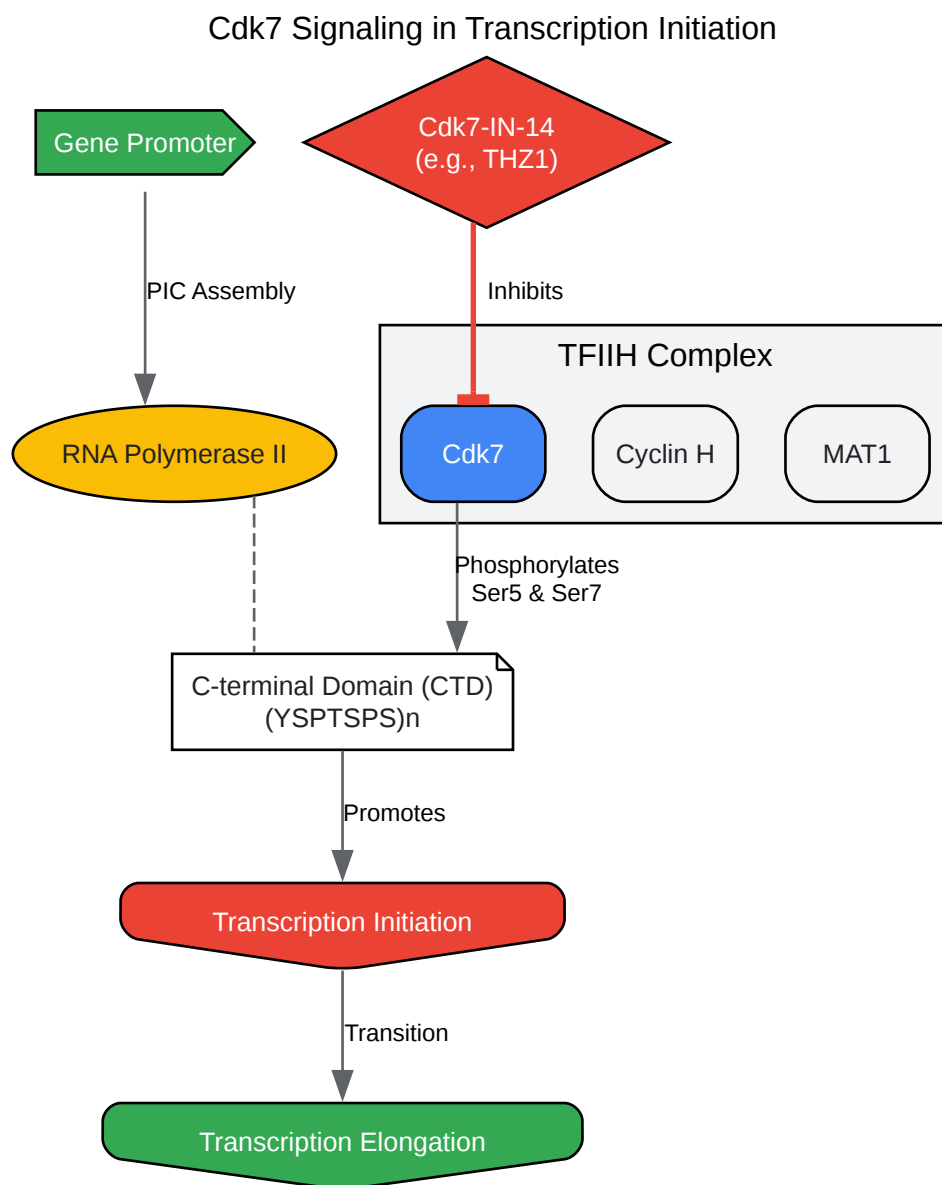 Cdk7 Signaling in Transcription Initiation
Gene Promoter
Cdk7-IN-14
(e.g., THZ1)
PIC Assembly
Inhibits
TFIIH Complex
RNA Polymerase II
Cdk7
Cyclin H
MAT1
Phosphorylates
Ser5 & Ser7
C-terminal Domain (CTD)
(YSPTSPS)n
Promotes
Transcription Initiation
Transition
Transcription Elongation